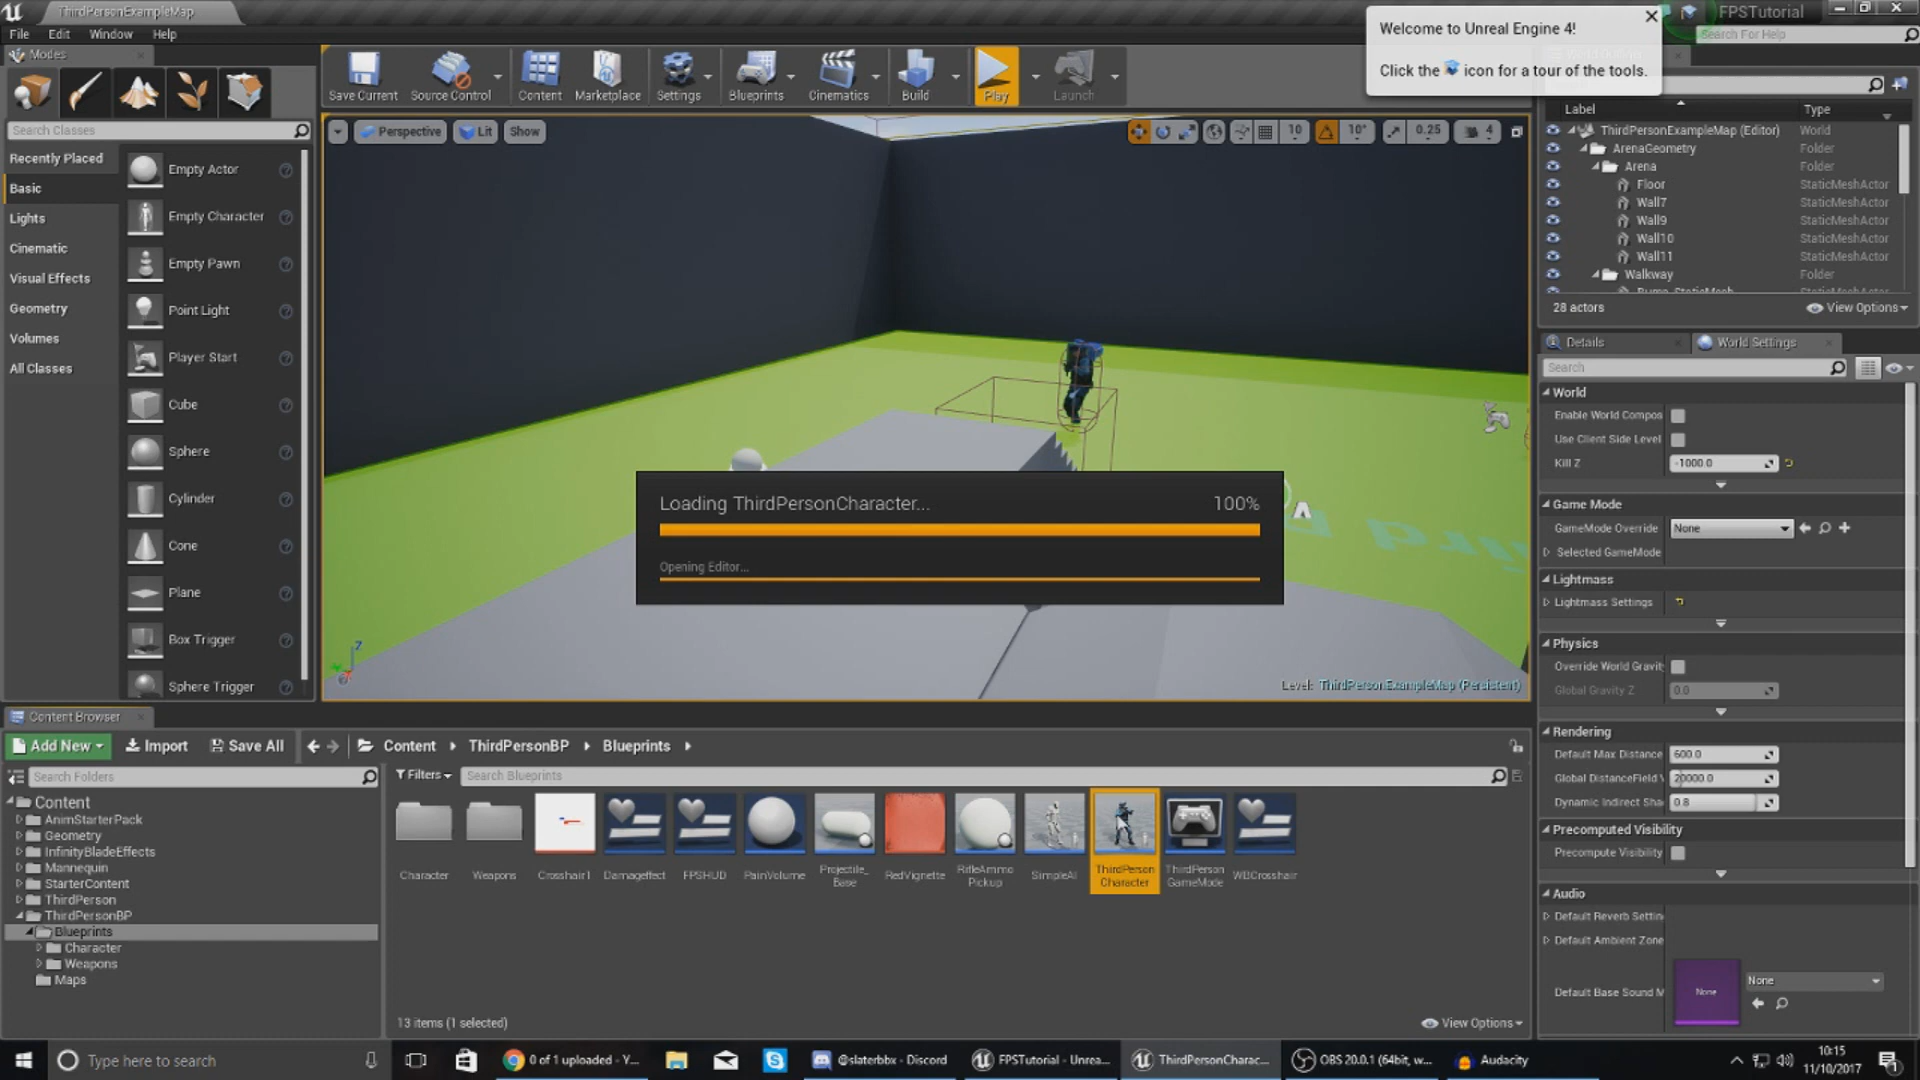 ThirdPersonExampleMap
FPSTutorial
File Edit Window Help
Search For Help
Welcome to Unreal Engine 4!
Click the icon for a tour of the tools.
Modes
Save Current
Source Control
Content
Marketplace
Settings
Blueprints
Cinematics
Build
Play
Launch
Search Classes
Recently Placed
Basic
Lights
Cinematic
Visual Effects
Geometry
Volumes
All Classes
Empty Actor
Empty Character
Empty Pawn
Point Light
Player Start
Cube
Sphere
Cylinder
Cone
Plane
Box Trigger
Sphere Trigger
Perspective
Lit
Show
10
10°
0.25
4
Loading ThirdPersonCharacter... 100%
Opening Editor...
Level: ThirdPersonExampleMap (Persistent)
Label Type
ThirdPersonExampleMap (Editor) World
ArenaGeometry Folder
Arena Folder
Floor StaticMeshActor
Wall7 StaticMeshActor
Wall9 StaticMeshActor
Wall10 StaticMeshActor
Wall11 StaticMeshActor
Walkway Folder
28 actors View Options
Details World Settings
Search
World
Enable World Compos
Use Client Side Level
Kill Z -1000.0
Game Mode
GameMode Override None
Selected GameMode
Lightmass
Lightmass Settings
Physics
Override World Gravit
Global Gravity Z 0.0
Rendering
Default Max Distance 600.0
Global DistanceField V 20000.0
Dynamic Indirect Sha 0.8
Precomputed Visibility
Precompute Visibility
Audio
Default Reverb Settin
Default Ambient Zone
Default Base Sound M None None
Content Browser
Add New Import Save All Content ThirdPersonBP Blueprints
Search Folders
Filters Search Blueprints
Content
AnimStarterPack
Geometry
InfinityBladeEffects
Mannequin
StarterContent
ThirdPerson
ThirdPersonBP
Blueprints
Character
Weapons
Maps
Character
Weapons
Crosshair1
Damageffect
FPSHUD
PainVolume
Projectile_
Base
RedVignette
RifleAmmo
Pickup
SimpleAI
ThirdPerson
Character
ThirdPerson
GameMode
WBCrosshair
13 items (1 selected) View Options
Type here to search
0 of 1 uploaded - Y...
@slaterbbx - Discord
FPSTutorial - Unrea...
ThirdPersonCharac...
OBS 20.0.1 (64bit, w...
Audacity
10:15
11/10/2017
1